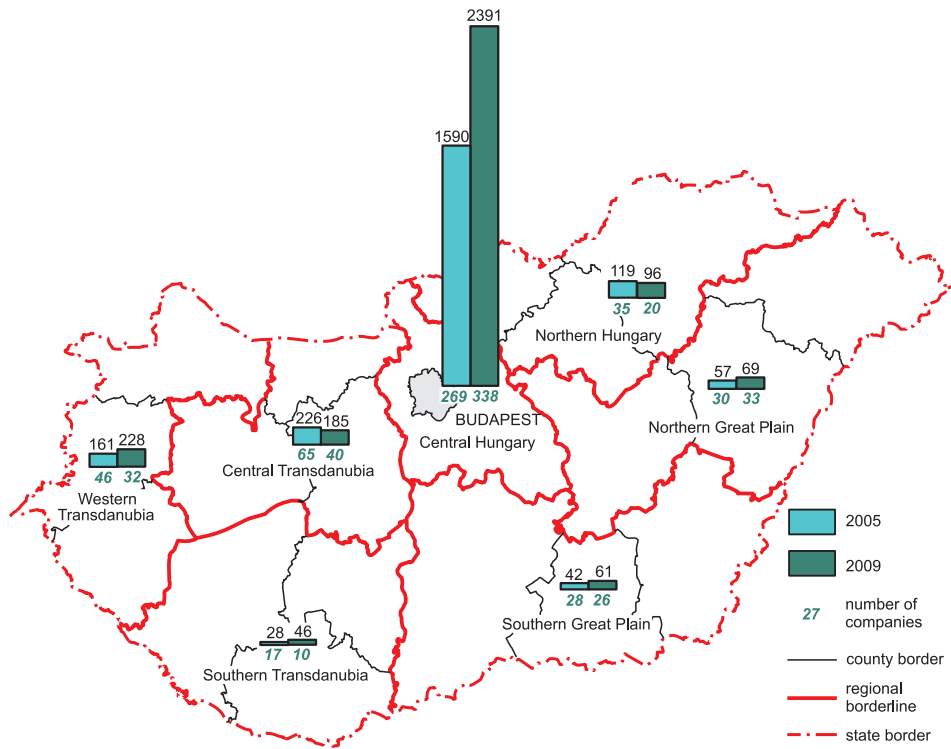 2391
1590
269 338
BUDAPEST
Central Hungary
119 96
35 20
Northern Hungary
57 69
30 33
Northern Great Plain
226 185
65 40
Central Transdanubia
161 228
46 32
Western
Transdanubia
42 61
28 26
Southern Great Plain
28 46
17 10
Southern Transdanubia
2005
2009
27 number of
companies
county border
regional
borderline
state border